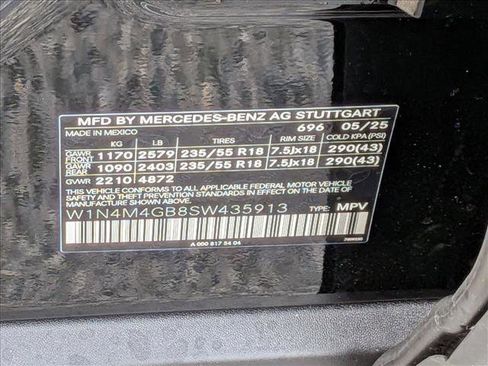 MFD BY MERCEDES-BENZ AG STUTTGART
MADE IN MEXICO 696 05/25
KG LB TIRES RIM SIZE COLD KPA(PSI)
GAWR FRONT 1170 2579 235/55 R18 7.5Jx18 290(43)
GAWR REAR 1090 2403 235/55 R18 7.5Jx18 290(43)
GVWR 2210 4872
THIS VEHICLE CONFORMS TO ALL APPLICABLE FEDERAL MOTOR VEHICLE
SAFETY STANDARDS IN EFFECT ON THE DATE OF MANUFACTURE SHOWN ABOVE.
W1N4M4GB8SW435913 TYPE: MPV
A 000 817 54 04